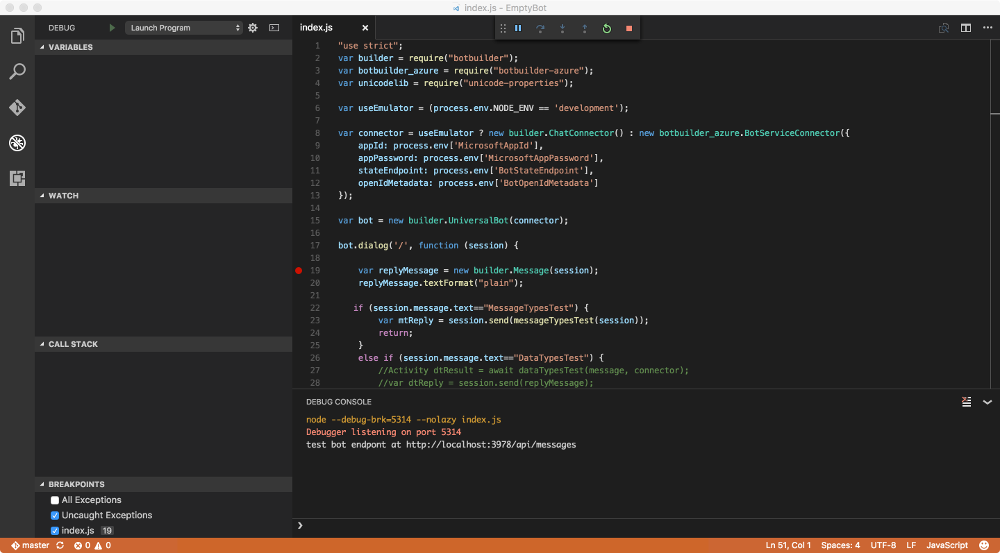 index.js - EmptyBot
DEBUG
Launch Program
VARIABLES
WATCH
CALL STACK
BREAKPOINTS
All Exceptions
Uncaught Exceptions
index.js 19
index.js
1 "use strict";
2 var builder = require("botbuilder");
3 var botbuilder_azure = require("botbuilder-azure");
4 var unicodelib = require("unicode-properties");
5
6 var useEmulator = (process.env.NODE_ENV == 'development');
7
8 var connector = useEmulator ? new builder.ChatConnector() : new botbuilder_azure.BotServiceConnector({
9     appId: process.env['MicrosoftAppId'],
10     appPassword: process.env['MicrosoftAppPassword'],
11     stateEndpoint: process.env['BotStateEndpoint'],
12     openIdMetadata: process.env['BotOpenIdMetadata']
13 });
14
15 var bot = new builder.UniversalBot(connector);
16
17 bot.dialog('/', function (session) {
18
19     var replyMessage = new builder.Message(session);
20     replyMessage.textFormat("plain");
21
22    if (session.message.text=="MessageTypesTest") {
23         var mtReply = session.send(messageTypesTest(session));
24         return;
25     }
26     else if (session.message.text=="DataTypesTest") {
27         //Activity dtResult = await dataTypesTest(message, connector);
28         //var dtReply = session.send(replyMessage);
DEBUG CONSOLE
node --debug-brk=5314 --nolazy index.js
Debugger listening on port 5314
test bot endpont at http://localhost:3978/api/messages
master 0 0 Ln 51, Col 1 Spaces: 4 UTF-8 LF JavaScript